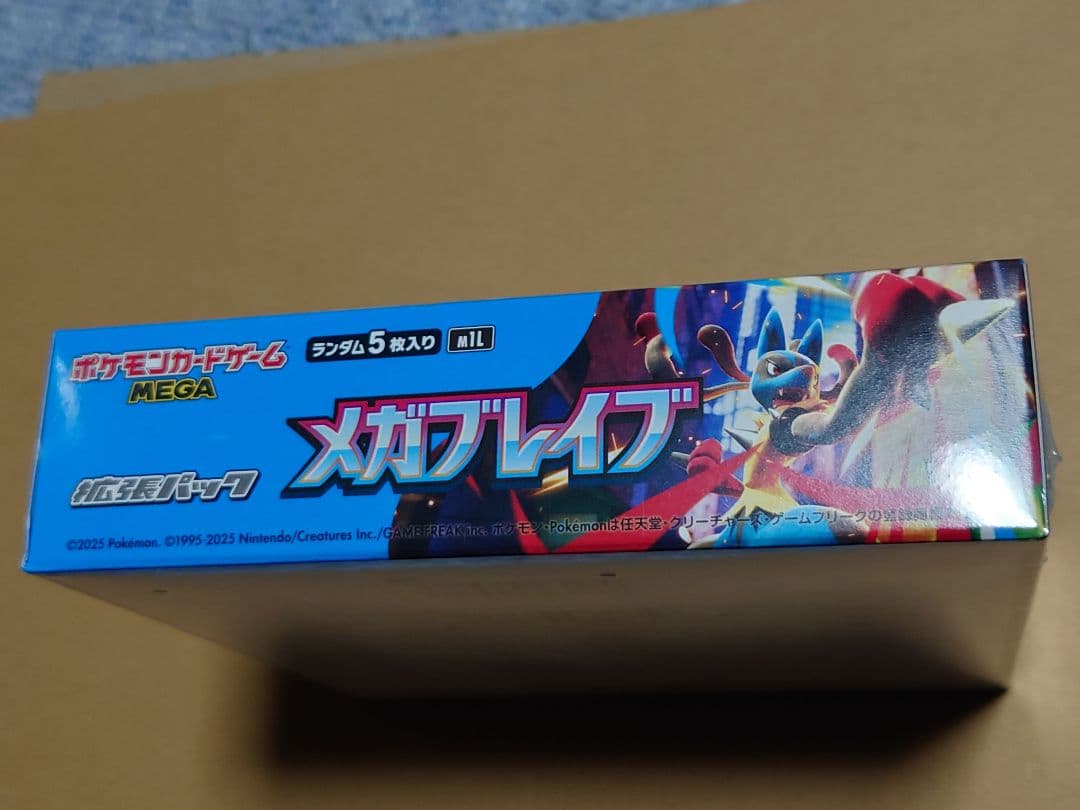 ポケモンカードゲーム
MEGA
ランダム5枚入り
M1L
メガブレイブ
拡張パック
©2025 Pokémon. ©1995-2025 Nintendo/Creatures Inc./GAME FREAK inc. ポケモン・Pokémonは任天堂・クリーチャーズ・ゲームフリークの登録商標